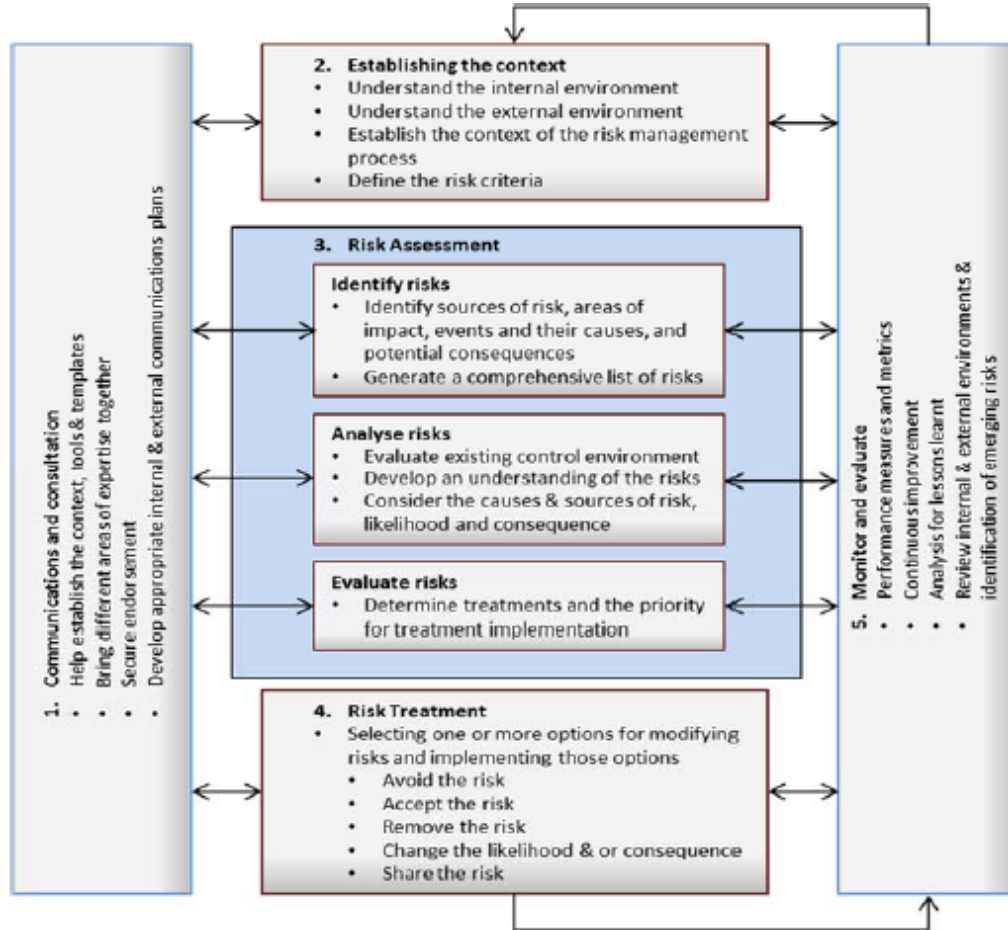 1. Communications and consultation
• Help establish the context, tools & templates
• Bring different areas of expertise together
• Secure endorsement
• Develop appropriate internal & external communications plans
2. Establishing the context
• Understand the internal environment
• Understand the external environment
• Establish the context of the risk management
process
• Define the risk criteria
3. Risk Assessment
Identify risks
• Identify sources of risk, areas of
impact, events and their causes, and
potential consequences
• Generate a comprehensive list of risks
Analyse risks
• Evaluate existing control environment
• Develop an understanding of the risks
• Consider the causes & sources of risk,
likelihood and consequence
Evaluate risks
• Determine treatments and the priority
for treatment implementation
4. Risk Treatment
• Selecting one or more options for modifying
risks and implementing those options
• Avoid the risk
• Accept the risk
• Remove the risk
• Change the likelihood & or consequence
• Share the risk
5. Monitor and evaluate
• Performance measures and metrics
• Continuous improvement
• Analysis for lessons learnt
• Review internal & external environments &
identification of emerging risks